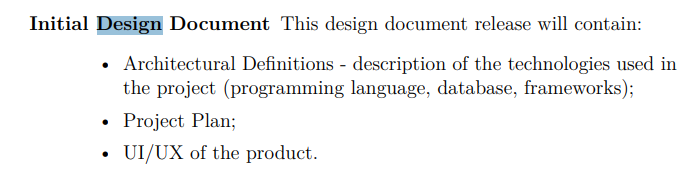 Initial Design Document This design document release will contain:
• Architectural Definitions - description of the technologies used in
the project (programming language, database, frameworks);
• Project Plan;
• UI/UX of the product.